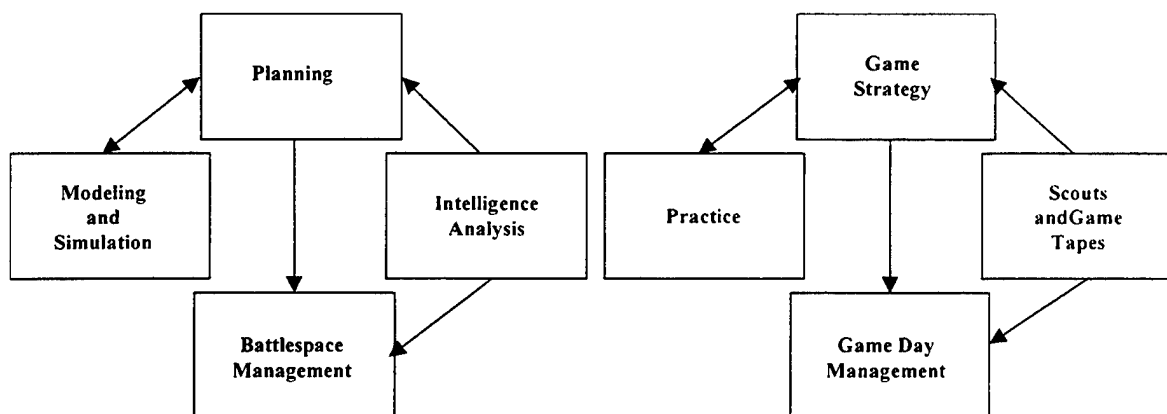 Planning
Modeling
and
Simulation
Intelligence
Analysis
Battlespace
Management
Game
Strategy
Practice
Scouts
andGame
Tapes
Game Day
Management